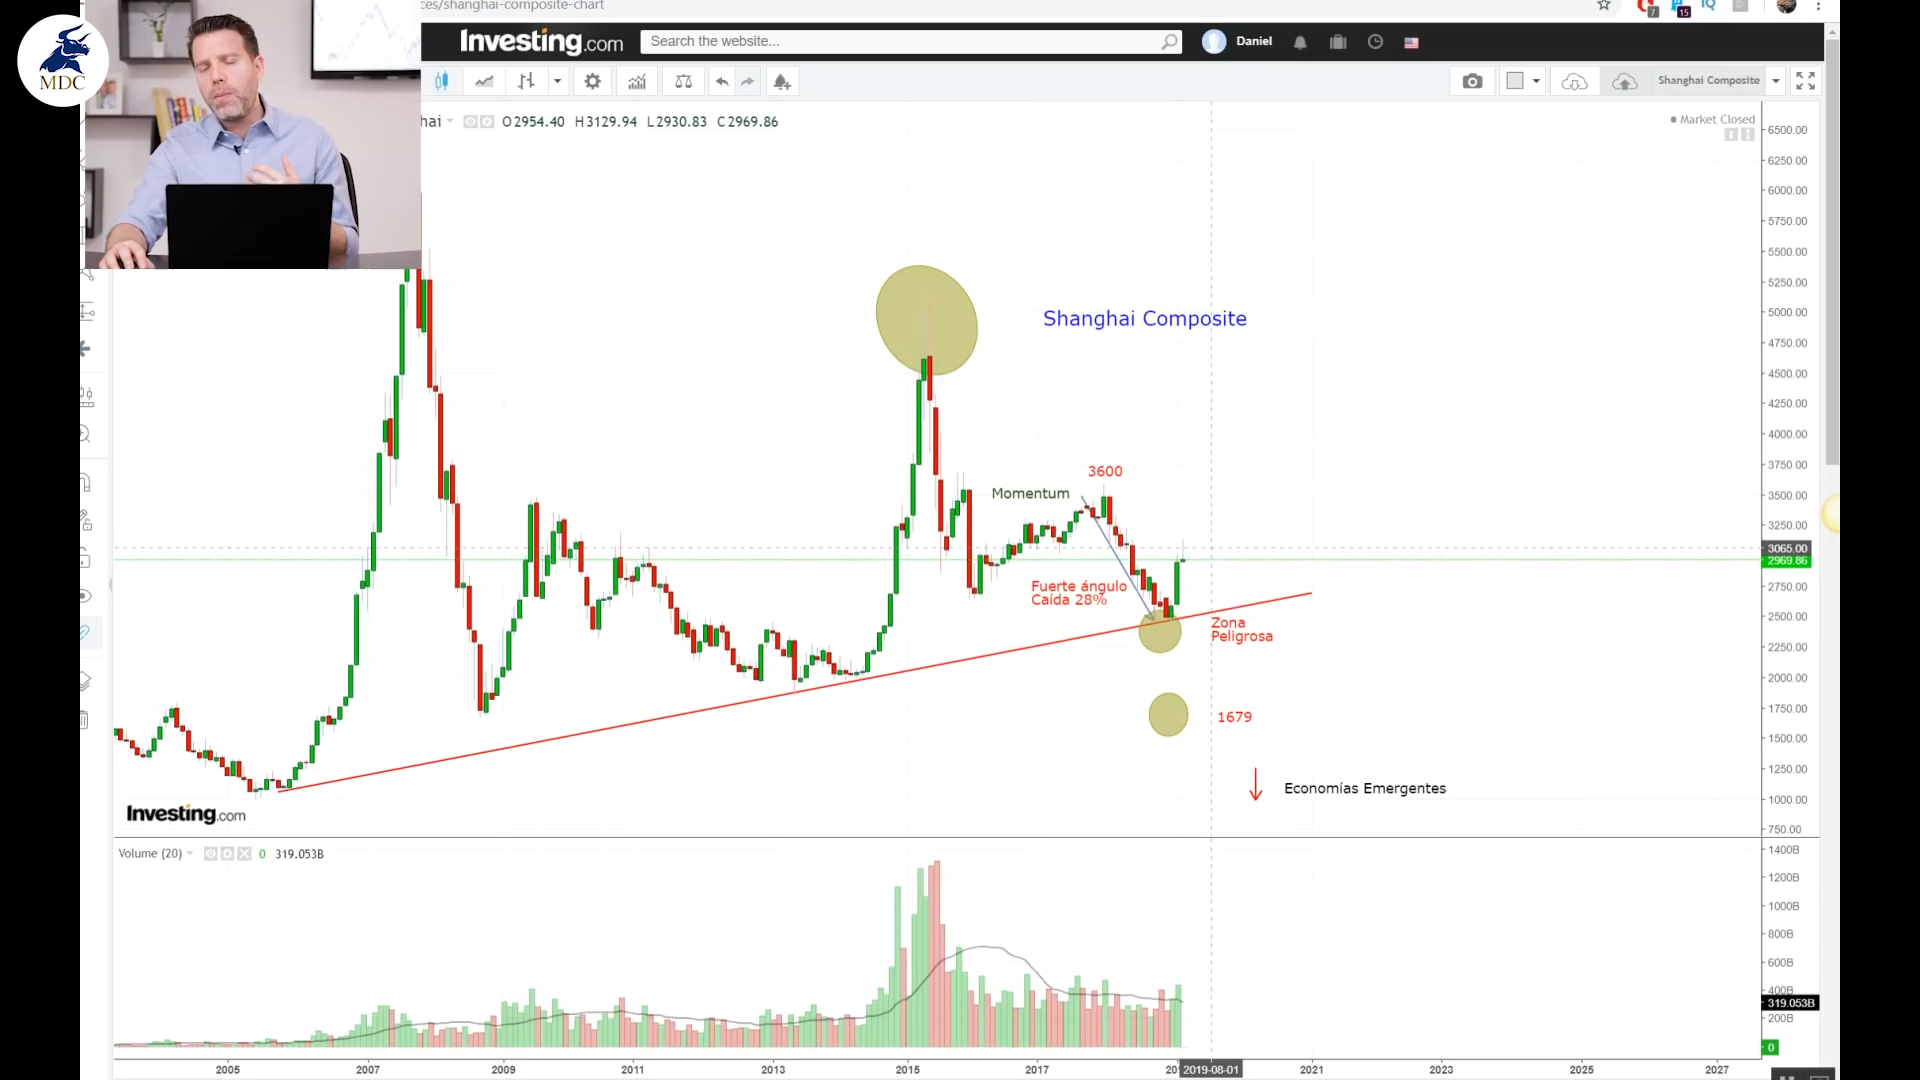 ces/shanghai-composite-chart
7
15
IQ
MDC
Investing.com
Search the website...
Daniel
Shanghai Composite
hai
O2954.40 H3129.94 L2930.83 C2969.86
Market Closed
6500.00
6250.00
6000.00
5750.00
5500.00
5250.00
5000.00
4750.00
4500.00
4250.00
4000.00
3750.00
3500.00
3250.00
3065.00
2969.86
2750.00
2500.00
2250.00
2000.00
1750.00
1500.00
1250.00
1000.00
750.00
Shanghai Composite
3600
Momentum
Fuerte ángulo
Caída 28%
Zona
Peligrosa
1679
Economías Emergentes
Investing.com
Volume (20)
0 319.053B
1400B
1200B
1000B
800B
600B
400B
319.053B
200B
0
2005
2007
2009
2011
2013
2015
2017
2019-08-01
2021
2023
2025
2027